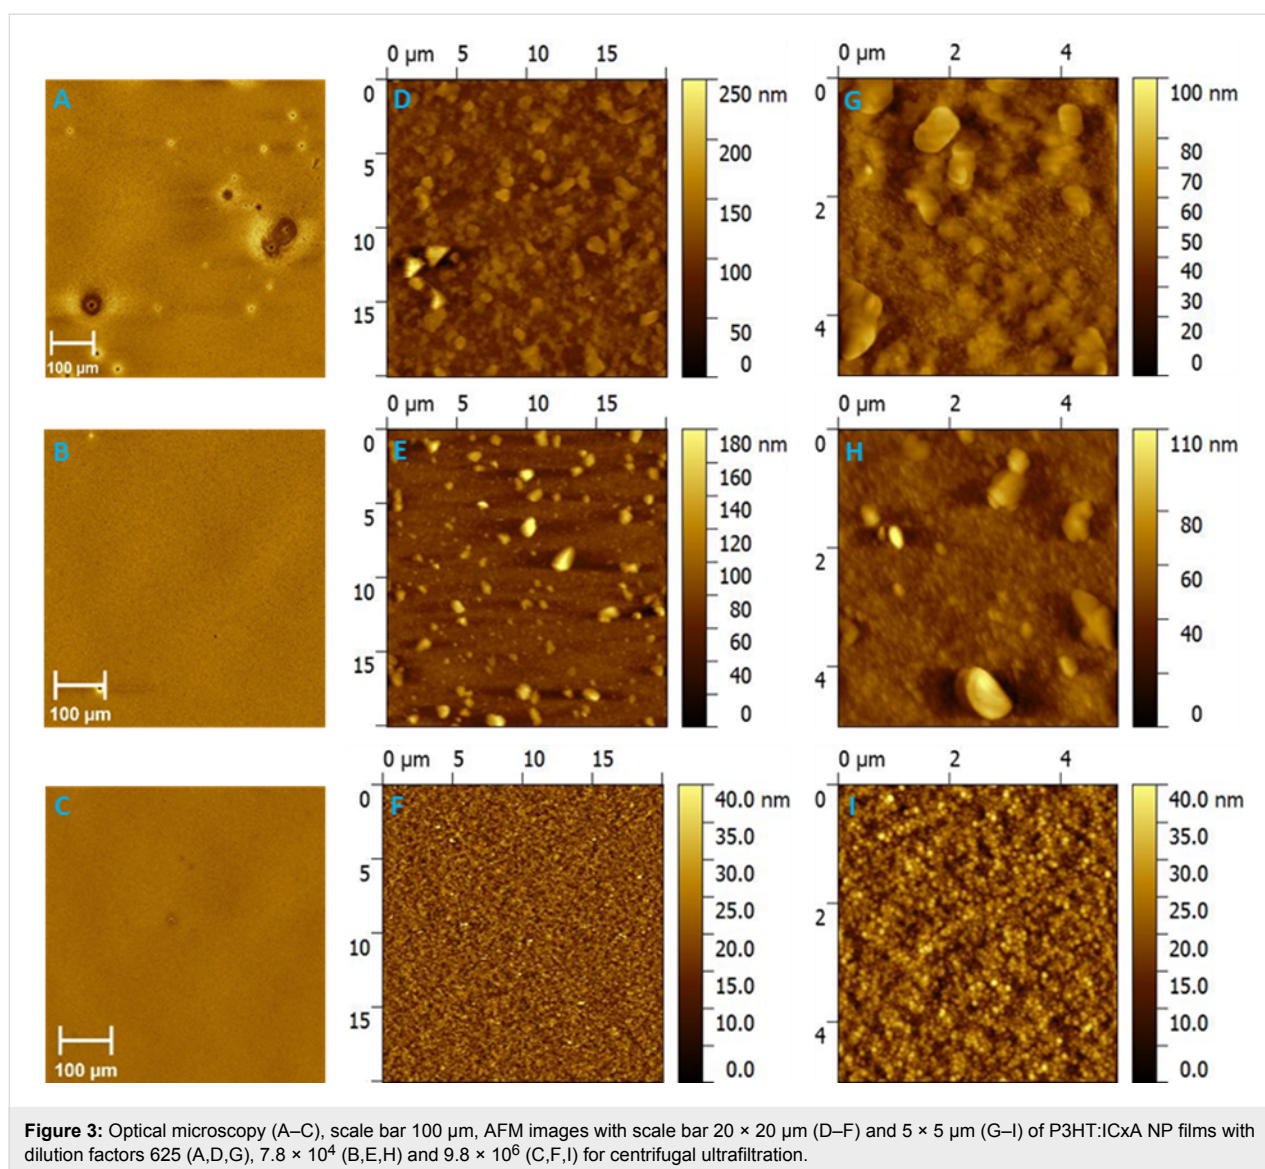 A
100 µm
D
0 µm 5 10 15
0
5
10
15
250 nm
200
150
100
50
0
G
0 µm 2 4
0
2
4
100 nm
80
70
60
50
40
30
20
0
B
100 µm
E
0 µm 5 10 15
0
5
10
15
180 nm
160
140
120
100
80
60
40
0
H
0 µm 2 4
0
2
4
110 nm
80
60
40
0
C
100 µm
F
0 µm 5 10 15
0
5
10
15
40.0 nm
35.0
30.0
25.0
20.0
15.0
10.0
0.0
I
0 µm 2 4
0
2
4
40.0 nm
35.0
30.0
25.0
20.0
15.0
10.0
0.0
Figure 3: Optical microscopy (A–C), scale bar 100 µm, AFM images with scale bar 20 × 20 µm (D–F) and 5 × 5 µm (G–I) of P3HT:ICxA NP films with
dilution factors 625 (A,D,G), 7.8 × 10⁴ (B,E,H) and 9.8 × 10⁶ (C,F,I) for centrifugal ultrafiltration.